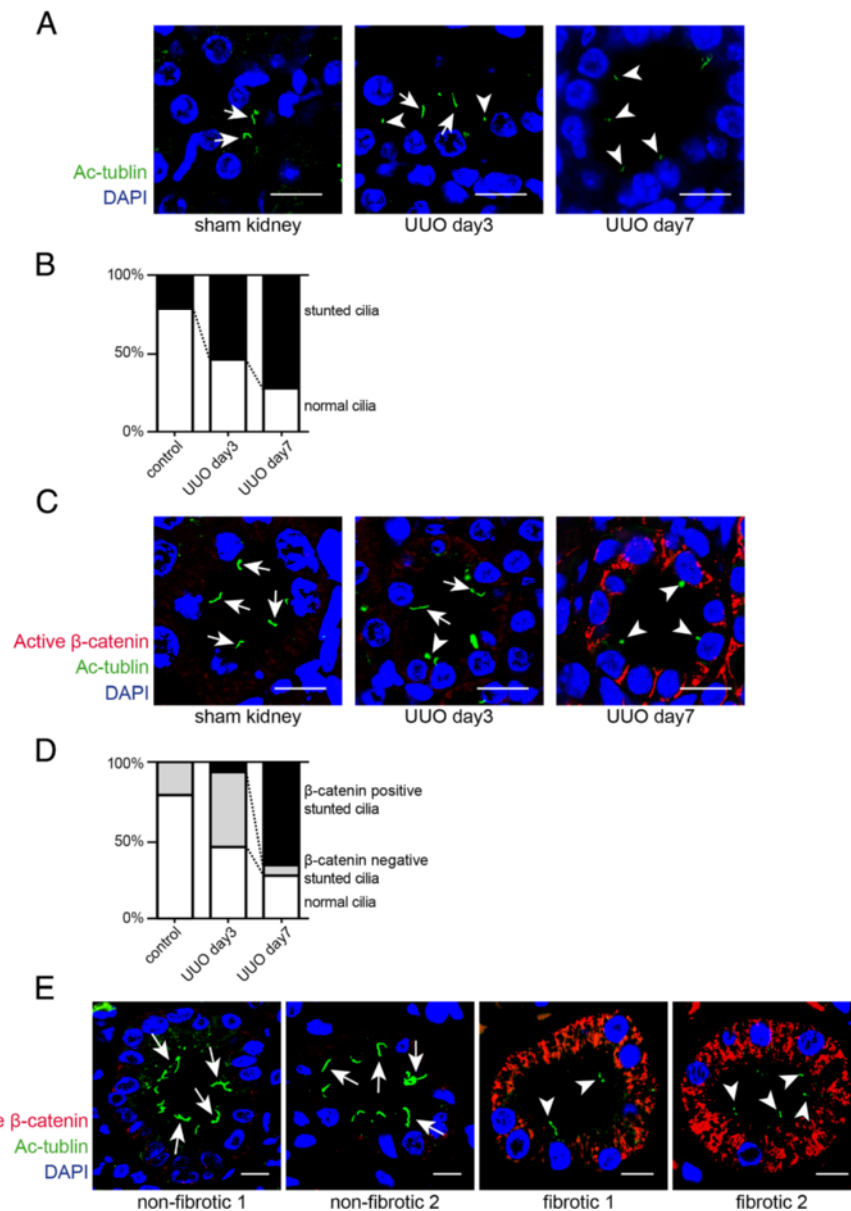 A
Ac-tublin
DAPI
sham kidney
UUO day3
UUO day7
B
100%
50%
0%
stunted cilia
normal cilia
control
UUO day3
UUO day7
C
Active β-catenin
Ac-tublin
DAPI
sham kidney
UUO day3
UUO day7
D
100%
50%
0%
β-catenin positive
stunted cilia
β-catenin negative
stunted cilia
normal cilia
control
UUO day3
UUO day7
E
e β-catenin
Ac-tublin
DAPI
non-fibrotic 1
non-fibrotic 2
fibrotic 1
fibrotic 2